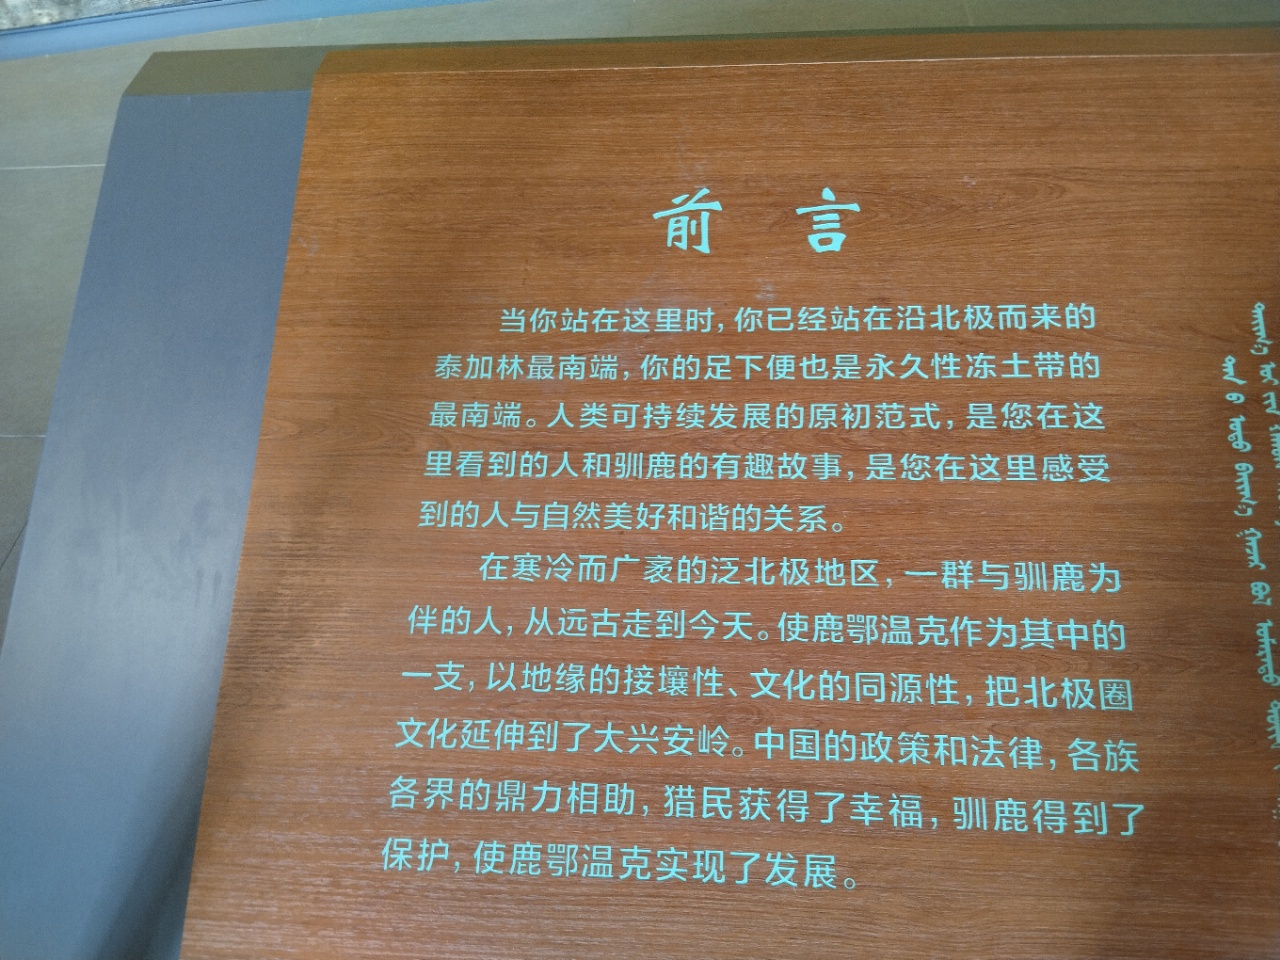 前言
当你站在这里时，你已经站在沿北极而来的
泰加林最南端，你的足下便也是永久性冻土带的
最南端。人类可持续发展的原初范式，是您在这
里看到的人和驯鹿的有趣故事，是您在这里感受
到的人与自然美好和谐的关系。
在寒冷而广袤的泛北极地区，一群与驯鹿为
伴的人，从远古走到今天。使鹿鄂温克作为其中的
一支，以地缘的接壤性、文化的同源性，把北极圈
文化延伸到了大兴安岭。中国的政策和法律，各族
各界的鼎力相助，猎民获得了幸福，驯鹿得到了
保护，使鹿鄂温克实现了发展。